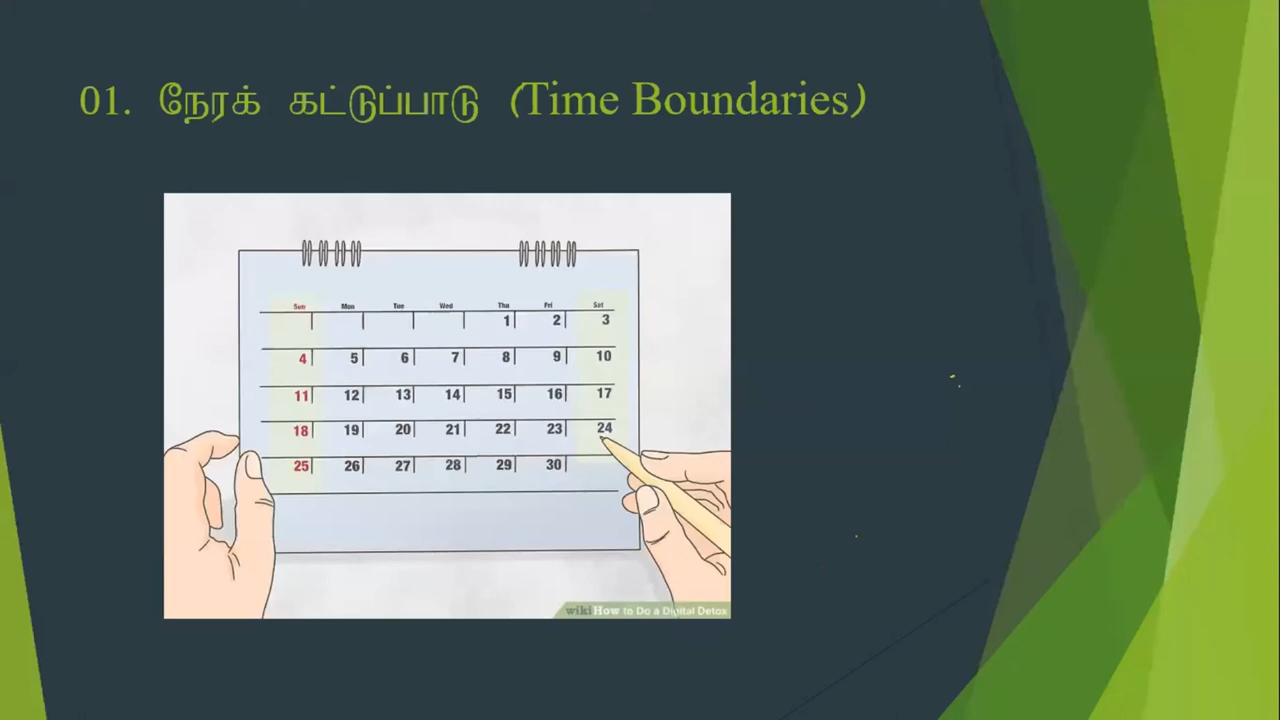 01. நேரக் கட்டுப்பாடு (Time Boundaries)
Sun Mon Tue Wed Thu Fri Sat
1 2 3
4 5 6 7 8 9 10
11 12 13 14 15 16 17
18 19 20 21 22 23 24
25 26 27 28 29 30
wikiHow to Do a Digital Detox